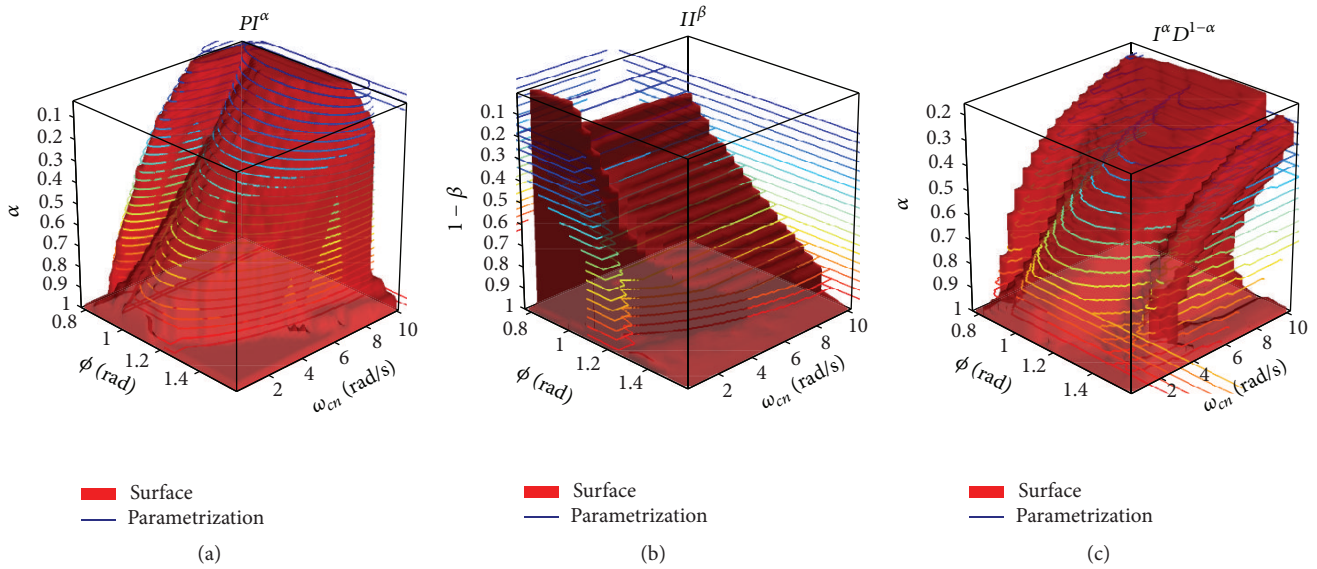 PI^α
α
0.1
0.2
0.3
0.4
0.5
0.6
0.7
0.8
0.9
1
0.8
1
1.2
1.4
ϕ (rad)
2
4
6
8
10
ω_cn (rad/s)
Surface
Parametrization
(a)
II^β
1 − β
0.1
0.2
0.3
0.4
0.5
0.6
0.7
0.8
0.9
1
0.8
1
1.2
1.4
ϕ (rad)
2
4
6
8
10
ω_cn (rad/s)
Surface
Parametrization
(b)
I^α D^1−α
α
0.2
0.3
0.4
0.5
0.6
0.7
0.8
0.9
1
0.8
1
1.2
1.4
ϕ (rad)
2
4
6
8
10
ω_cn (rad/s)
Surface
Parametrization
(c)